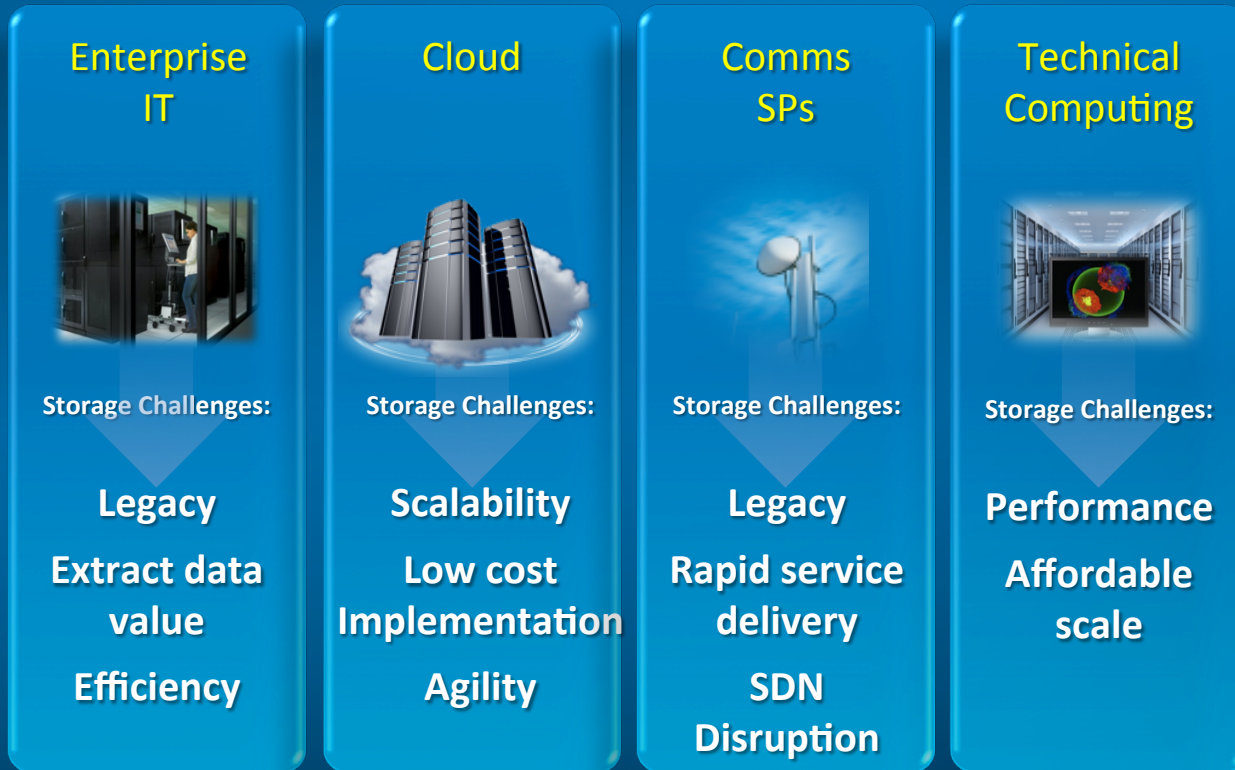 Enterprise
IT
Storage Challenges:
Legacy
Extract data
value
Efficiency
Cloud
Storage Challenges:
Scalability
Low cost
Implementation
Agility
Comms
SPs
Storage Challenges:
Legacy
Rapid service
delivery
SDN
Disruption
Technical
Computing
Storage Challenges:
Performance
Affordable
scale